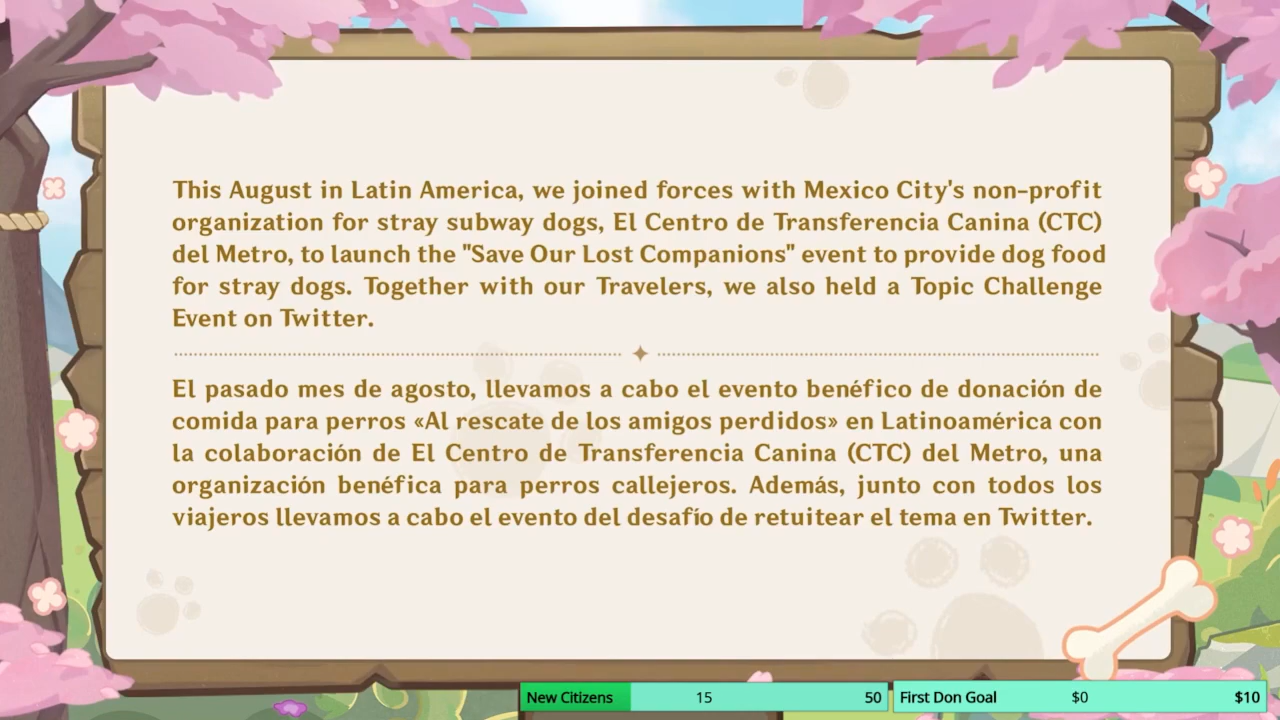 This August in Latin America, we joined forces with Mexico City's non-profit
organization for stray subway dogs, El Centro de Transferencia Canina (CTC)
del Metro, to launch the "Save Our Lost Companions" event to provide dog food
for stray dogs. Together with our Travelers, we also held a Topic Challenge
Event on Twitter.
El pasado mes de agosto, llevamos a cabo el evento benéfico de donación de
comida para perros «Al rescate de los amigos perdidos» en Latinoamérica con
la colaboración de El Centro de Transferencia Canina (CTC) del Metro, una
organización benéfica para perros callejeros. Además, junto con todos los
viajeros llevamos a cabo el evento del desafío de retuitear el tema en Twitter.
New Citizens 15 50 First Don Goal $0 $10